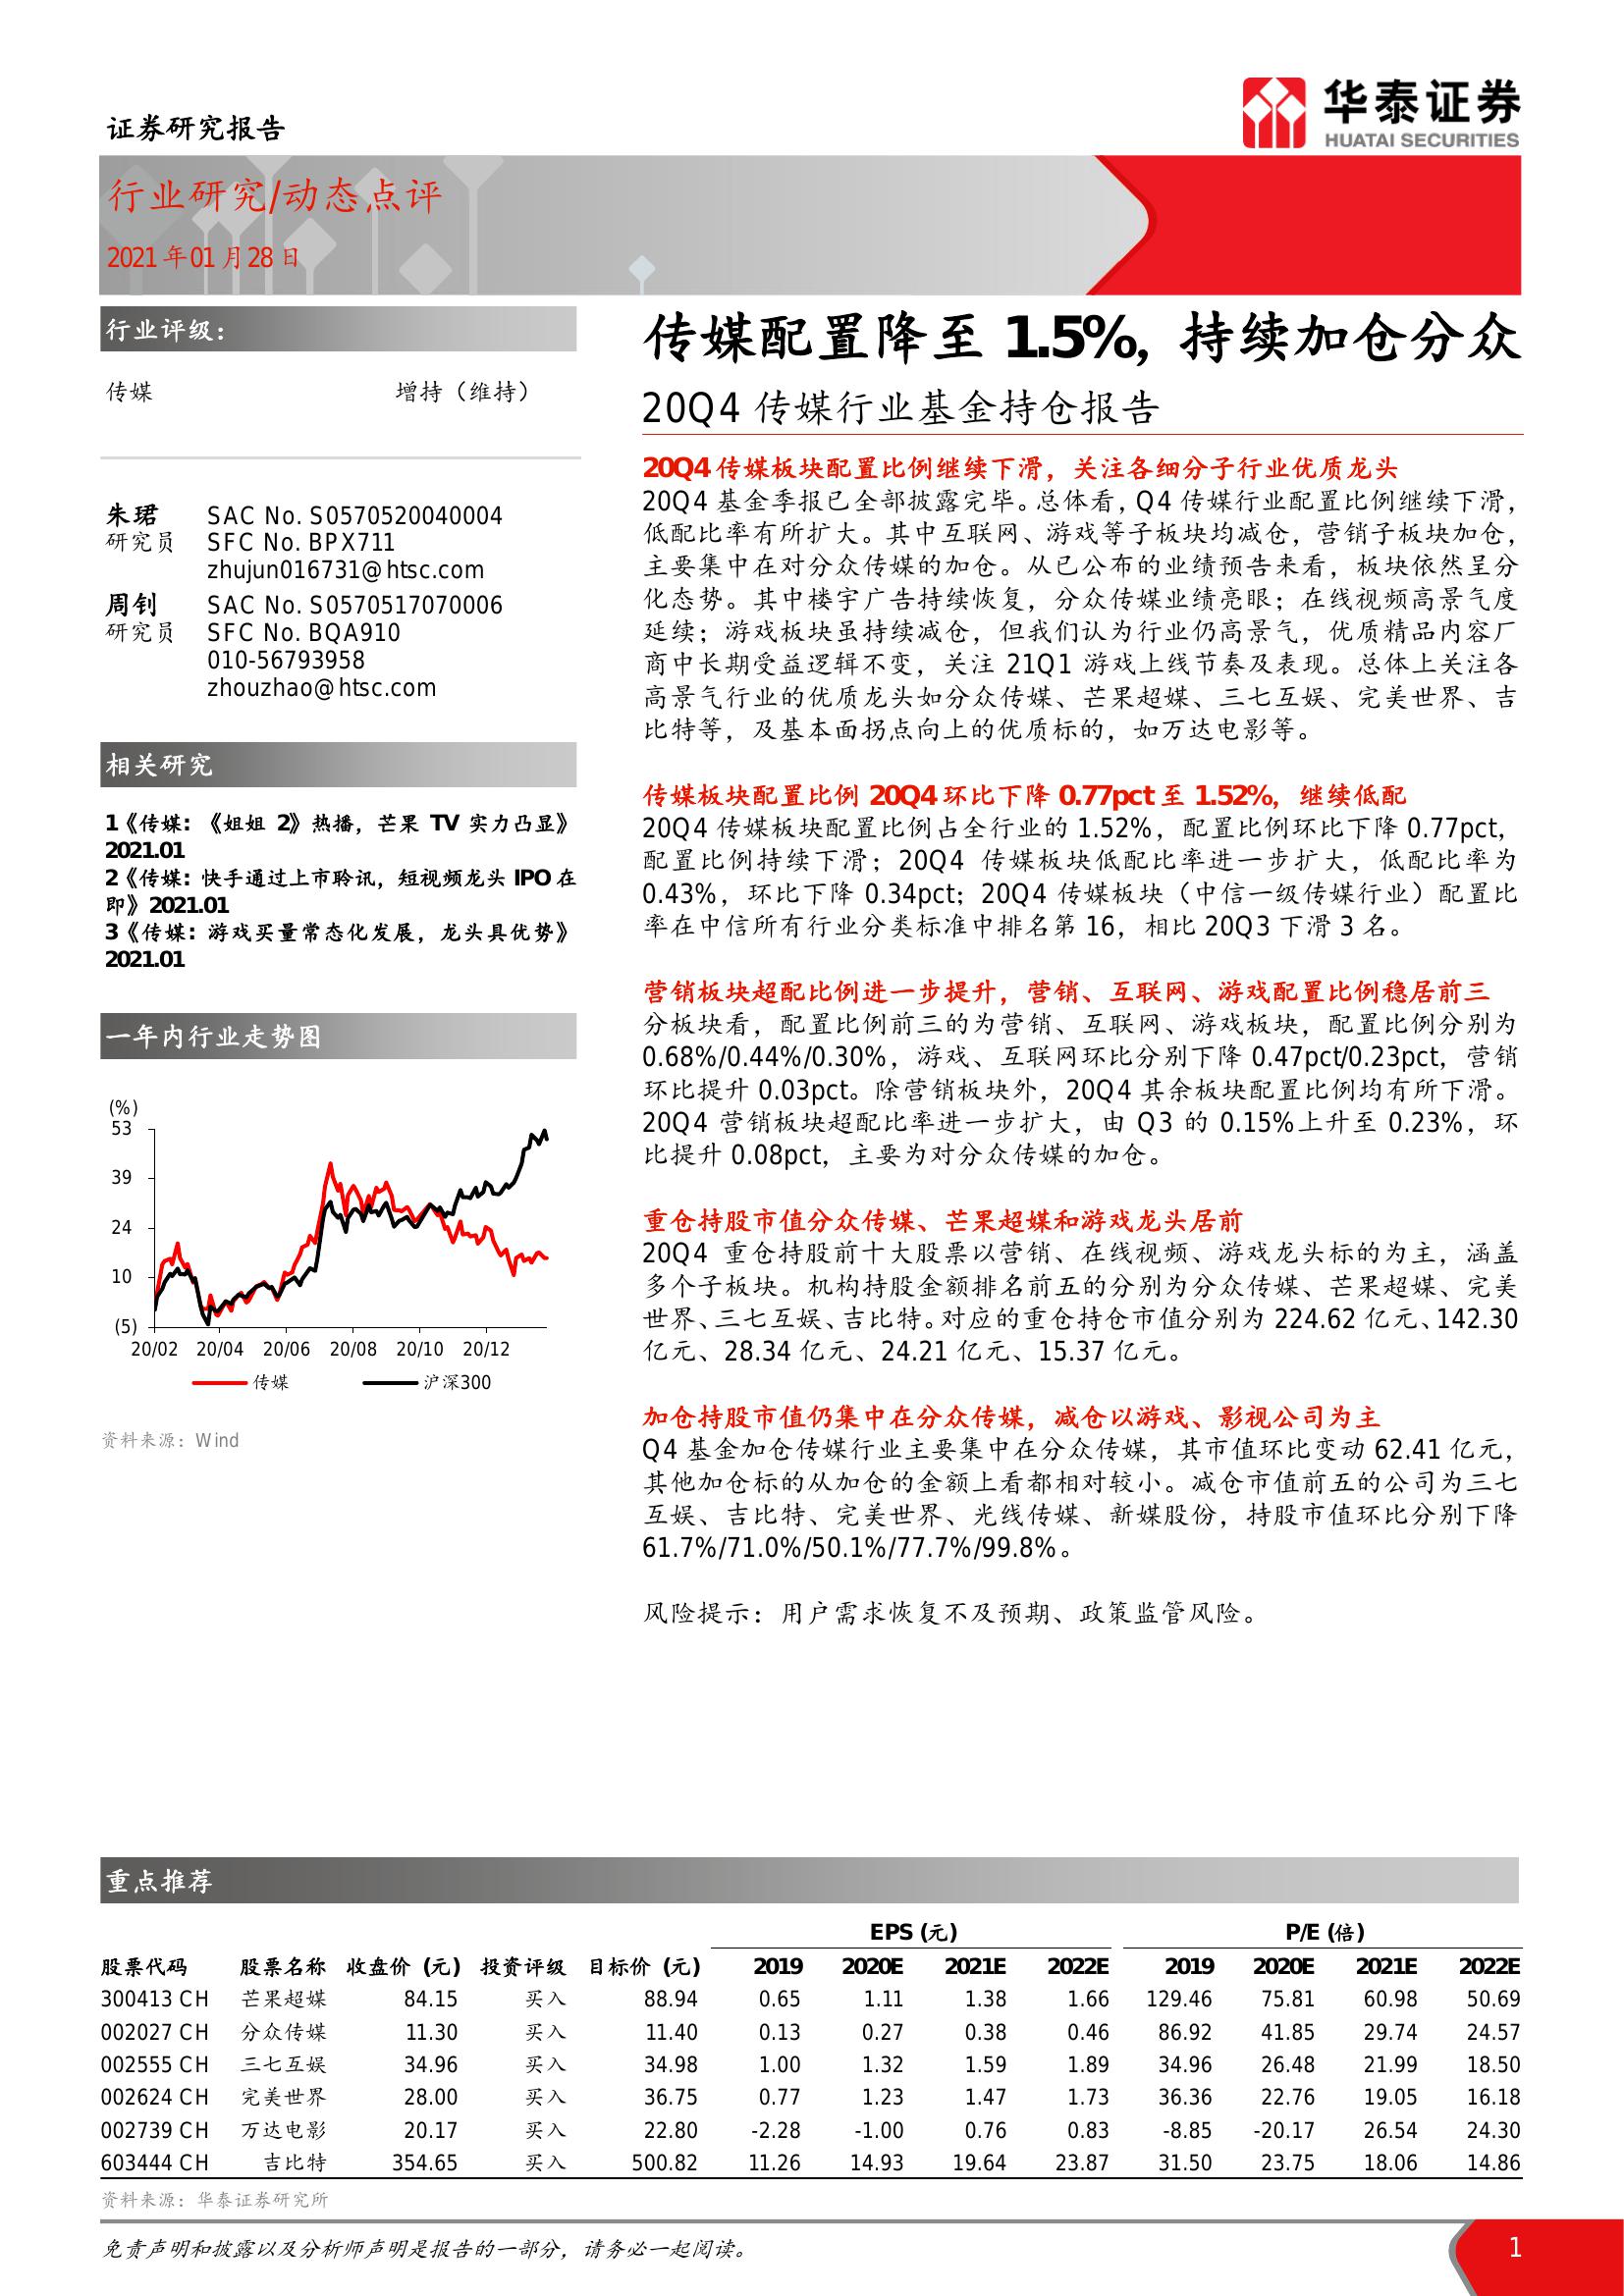 证券研究报告
华泰证券
HUATAI SECURITIES
行业研究/动态点评
2021年01月28日
行业评级：
传媒 增持（维持）
朱珺 SAC No. S0570520040004
研究员 SFC No. BPX711
zhujun016731@htsc.com
周钊 SAC No. S0570517070006
研究员 SFC No. BQA910
010-56793958
zhouzhao@htsc.com
相关研究
1《传媒：《姐姐 2》热播，芒果 TV 实力凸显》
2021.01
2《传媒：快手通过上市聆讯，短视频龙头 IPO 在
即》2021.01
3《传媒：游戏买量常态化发展，龙头具优势》
2021.01
一年内行业走势图
(%)
53
39
24
10
(5)
20/02 20/04 20/06 20/08 20/10 20/12
传媒 沪深300
资料来源：Wind
传媒配置降至 1.5%，持续加仓分众
20Q4 传媒行业基金持仓报告
20Q4 传媒板块配置比例继续下滑，关注各细分子行业优质龙头
20Q4 基金季报已全部披露完毕。总体看，Q4 传媒行业配置比例继续下滑，
低配比率有所扩大。其中互联网、游戏等子板块均减仓，营销子板块加仓，
主要集中在对分众传媒的加仓。从已公布的业绩预告来看，板块依然呈分
化态势。其中楼宇广告持续恢复，分众传媒业绩亮眼；在线视频高景气度
延续；游戏板块虽持续减仓，但我们认为行业仍高景气，优质精品内容厂
商中长期受益逻辑不变，关注 21Q1 游戏上线节奏及表现。总体上关注各
高景气行业的优质龙头如分众传媒、芒果超媒、三七互娱、完美世界、吉
比特等，及基本面拐点向上的优质标的，如万达电影等。
传媒板块配置比例 20Q4 环比下降 0.77pct 至 1.52%，继续低配
20Q4 传媒板块配置比例占全行业的 1.52%，配置比例环比下降 0.77pct，
配置比例持续下滑；20Q4 传媒板块低配比率进一步扩大，低配比率为
0.43%，环比下降 0.34pct；20Q4 传媒板块（中信一级传媒行业）配置比
率在中信所有行业分类标准中排名第 16，相比 20Q3 下滑 3 名。
营销板块超配比例进一步提升，营销、互联网、游戏配置比例稳居前三
分板块看，配置比例前三的为营销、互联网、游戏板块，配置比例分别为
0.68%/0.44%/0.30%，游戏、互联网环比分别下降 0.47pct/0.23pct，营销
环比提升 0.03pct。除营销板块外，20Q4 其余板块配置比例均有所下滑。
20Q4 营销板块超配比率进一步扩大，由 Q3 的 0.15%上升至 0.23%，环
比提升 0.08pct，主要为对分众传媒的加仓。
重仓持股市值分众传媒、芒果超媒和游戏龙头居前
20Q4 重仓持股前十大股票以营销、在线视频、游戏龙头标的为主，涵盖
多个子板块。机构持股金额排名前五的分别为分众传媒、芒果超媒、完美
世界、三七互娱、吉比特。对应的重仓持仓市值分别为 224.62 亿元、142.30
亿元、28.34 亿元、24.21 亿元、15.37 亿元。
加仓持股市值仍集中在分众传媒，减仓以游戏、影视公司为主
Q4 基金加仓传媒行业主要集中在分众传媒，其市值环比变动 62.41 亿元，
其他加仓标的从加仓的金额上看都相对较小。减仓市值前五的公司为三七
互娱、吉比特、完美世界、光线传媒、新媒股份，持股市值环比分别下降
61.7%/71.0%/50.1%/77.7%/99.8%。
风险提示：用户需求恢复不及预期、政策监管风险。
重点推荐
EPS (元) P/E (倍)
股票代码 股票名称 收盘价 (元) 投资评级 目标价 (元) 2019 2020E 2021E 2022E 2019 2020E 2021E 2022E
300413 CH 芒果超媒 84.15 买入 88.94 0.65 1.11 1.38 1.66 129.46 75.81 60.98 50.69
002027 CH 分众传媒 11.30 买入 11.40 0.13 0.27 0.38 0.46 86.92 41.85 29.74 24.57
002555 CH 三七互娱 34.96 买入 34.98 1.00 1.32 1.59 1.89 34.96 26.48 21.99 18.50
002624 CH 完美世界 28.00 买入 36.75 0.77 1.23 1.47 1.73 36.36 22.76 19.05 16.18
002739 CH 万达电影 20.17 买入 22.80 -2.28 -1.00 0.76 0.83 -8.85 -20.17 26.54 24.30
603444 CH 吉比特 354.65 买入 500.82 11.26 14.93 19.64 23.87 31.50 23.75 18.06 14.86
资料来源：华泰证券研究所
免责声明和披露以及分析师声明是报告的一部分，请务必一起阅读。 1